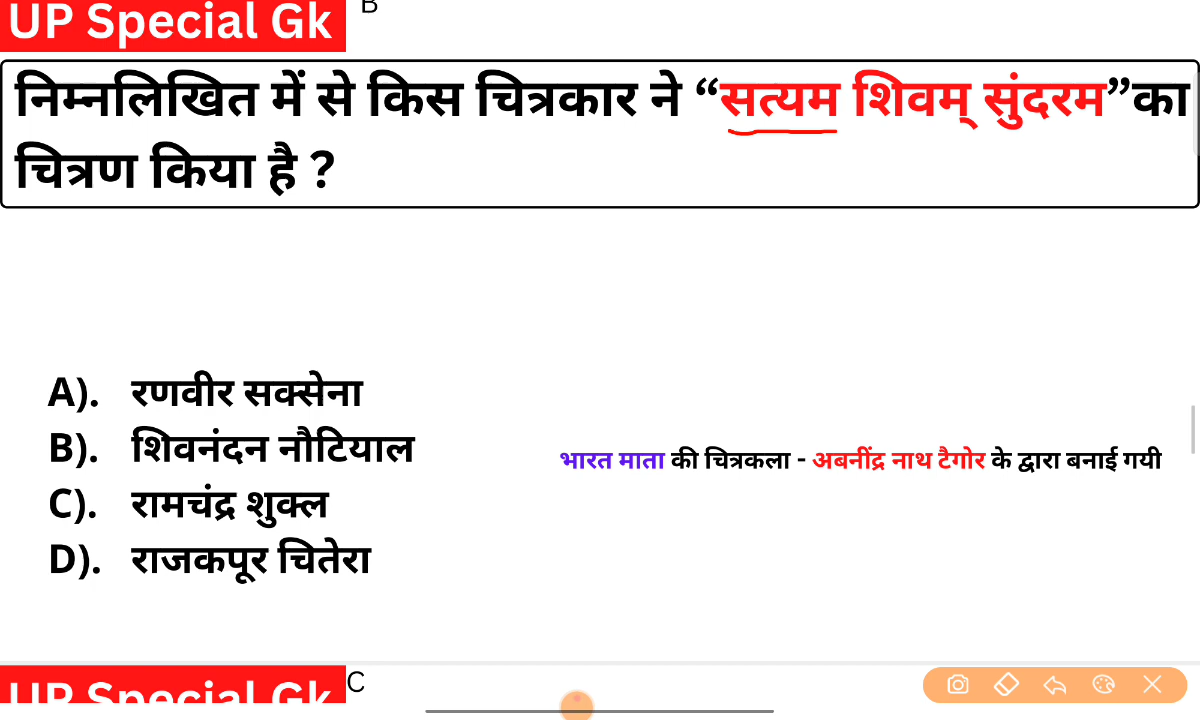 UP Special Gk
B
निम्नलिखित में से किस चित्रकार ने “सत्यम शिवम् सुंदरम”का
चित्रण किया है ?
A). रणवीर सक्सेना
B). शिवनंदन नौटियाल
भारत माता की चित्रकला - अबनींद्र नाथ टैगोर के द्वारा बनाई गयी
C). रामचंद्र शुक्ल
D). राजकपूर चितेरा
UP Special Gk
C